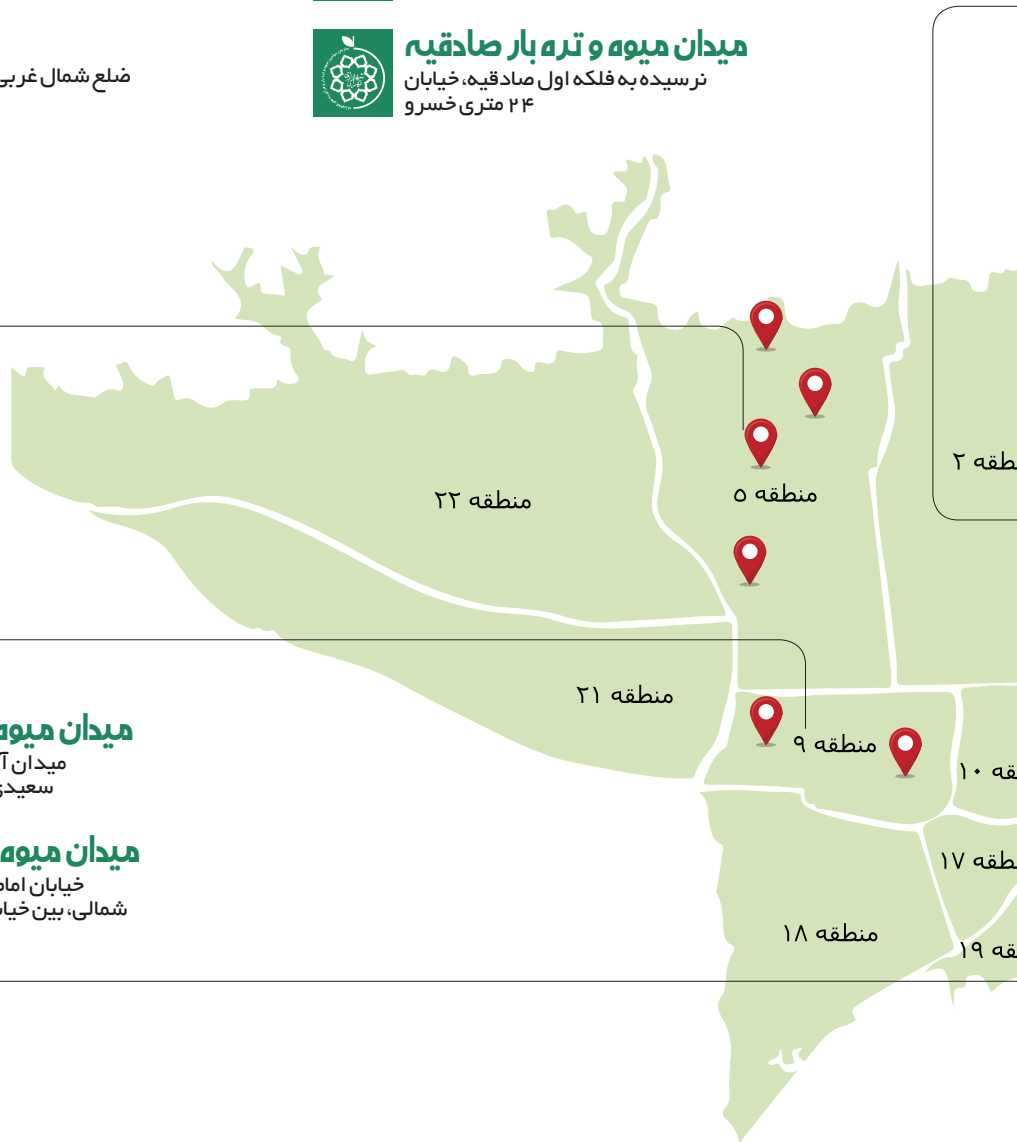 میدان میوه و تره بار صادقیه
نرسیده به فلکه اول صادقیه، خیابان
۲۴ متری خسرو
ضلع شمال غربی
منطقه ۲
منطقه ۵
منطقه ۲۲
منطقه ۲۱
منطقه ۹
منطقه ۱۰
منطقه ۱۷
منطقه ۱۸
منطقه ۱۹
میدان میوه
میدان آ
سعیدی
میدان میوه
خیابان امام
شمالی، بین خیا